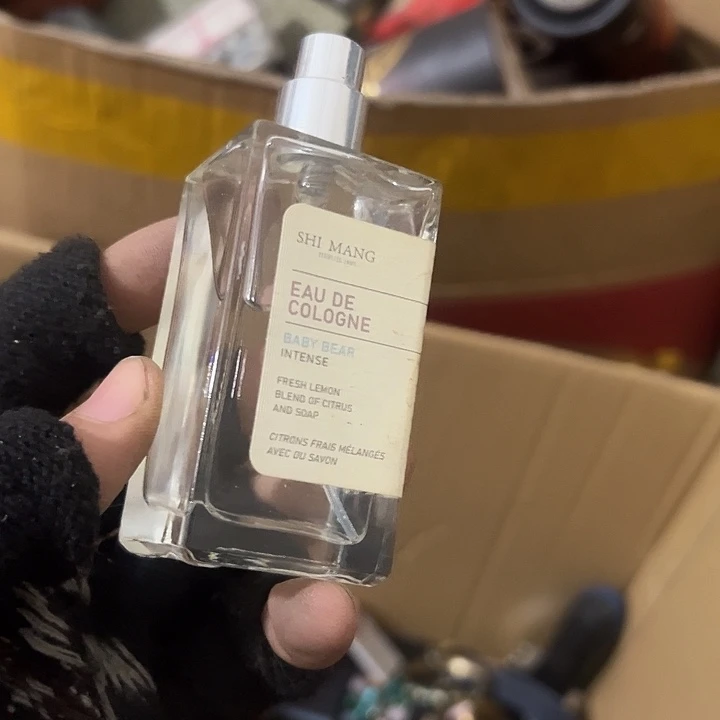 SHI MANG
EAU DE
COLOGNE
BABY BEAR
INTENSE
FRESH LEMON
BLEND OF CITRUS
AND SOAP
CITRONS FRAIS MÉLANGÉS
AVEC DU SAVON